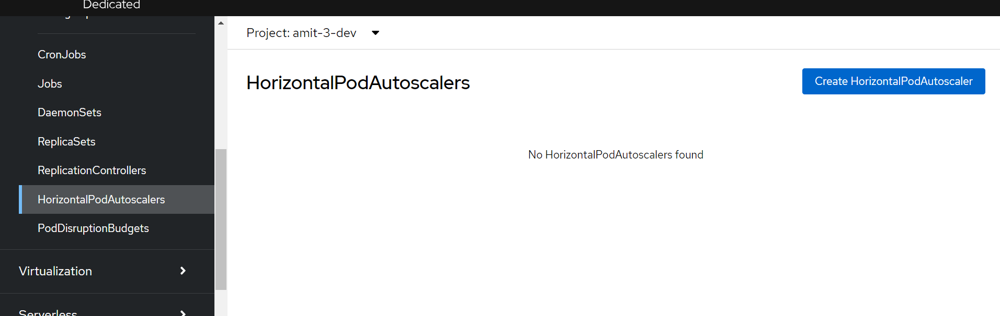 Dedicated
CronJobs
Jobs
DaemonSets
ReplicaSets
ReplicationControllers
HorizontalPodAutoscalers
PodDisruptionBudgets
Virtualization
Serverless
Project: amit-3-dev
HorizontalPodAutoscalers
Create HorizontalPodAutoscaler
No HorizontalPodAutoscalers found